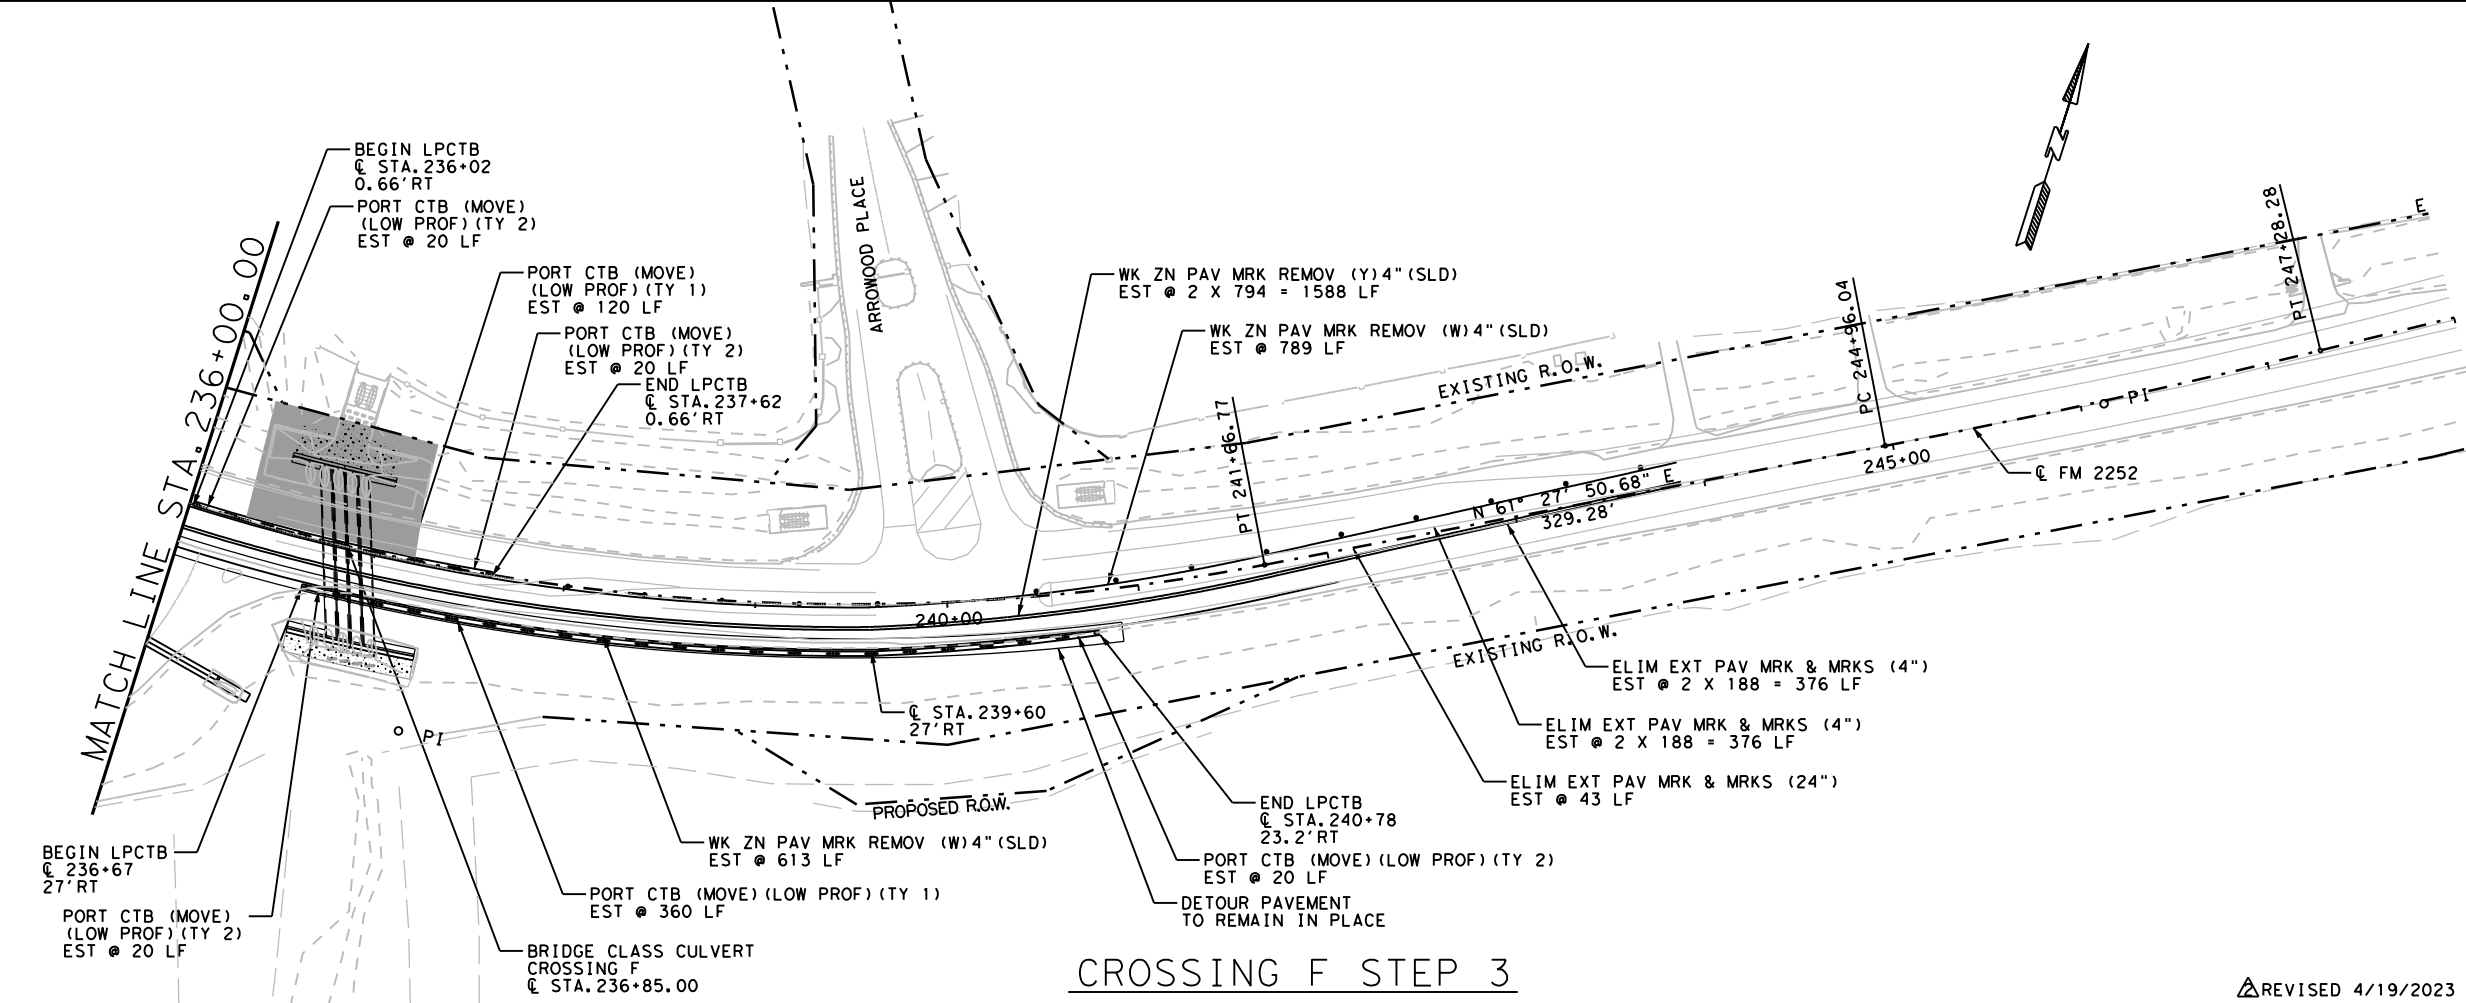 BEGIN LPCTB
℄ STA.236+02
0.66'RT
PORT CTB (MOVE)
(LOW PROF)(TY 2)
EST @ 20 LF
PORT CTB (MOVE)
(LOW PROF)(TY 1)
EST @ 120 LF
PORT CTB (MOVE)
(LOW PROF)(TY 2)
EST @ 20 LF
END LPCTB
℄ STA.237+62
0.66'RT
MATCH LINE STA. 236+00.00
ARROWOOD PLACE
WK ZN PAV MRK REMOV (Y)4"(SLD)
EST @ 2 X 794 = 1588 LF
WK ZN PAV MRK REMOV (W)4"(SLD)
EST @ 789 LF
PT 241+66.77
EXISTING R.O.W.
PC 244+96.04
PT 247+28.28
E
Z
PI
245+00
℄ FM 2252
N 61° 27' 50.68" E
329.28'
240+00
EXISTING R.O.W.
ELIM EXT PAV MRK & MRKS (4")
EST @ 2 X 188 = 376 LF
ELIM EXT PAV MRK & MRKS (4")
EST @ 2 X 188 = 376 LF
ELIM EXT PAV MRK & MRKS (24")
EST @ 43 LF
℄ STA.239+60
27'RT
PI
PROPOSED R.O.W.
END LPCTB
℄ STA.240+78
23.2'RT
PORT CTB (MOVE)(LOW PROF)(TY 2)
EST @ 20 LF
DETOUR PAVEMENT
TO REMAIN IN PLACE
WK ZN PAV MRK REMOV (W)4"(SLD)
EST @ 613 LF
PORT CTB (MOVE)(LOW PROF)(TY 1)
EST @ 360 LF
BEGIN LPCTB
℄ 236+67
27'RT
PORT CTB (MOVE)
(LOW PROF)(TY 2)
EST @ 20 LF
BRIDGE CLASS CULVERT
CROSSING F
℄ STA.236+85.00
CROSSING F STEP 3
2 REVISED 4/19/2023